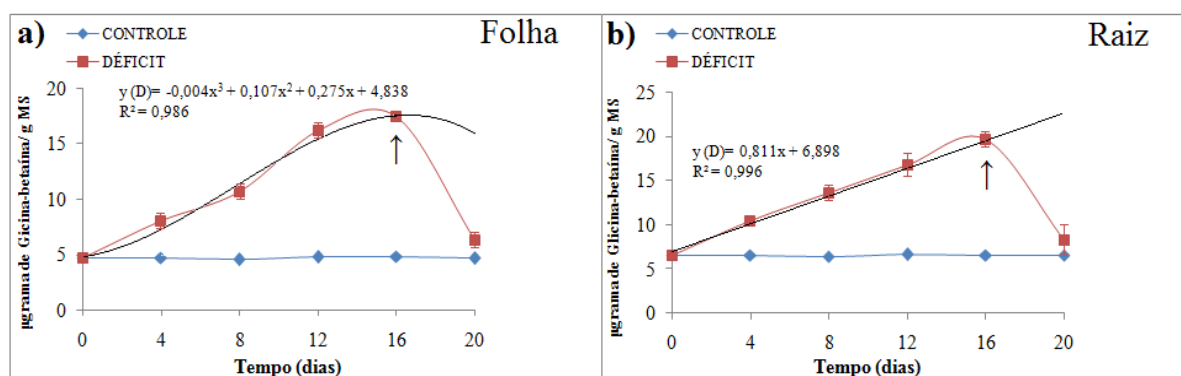 a)
CONTROLE
DÉFICIT
Folha
y (D)= -0,004x³ + 0,107x² + 0,275x + 4,838
R² = 0,986
µgrama de Gicina-betaína/ g MS
20
15
10
5
0
0 4 8 12 16 20
Tempo (dias)
b)
CONTROLE
DÉFICIT
Raiz
y (D)= 0,811x + 6,898
R² = 0,996
µgrama de Glicina-betaína/ g MS
25
20
15
10
5
0
0 4 8 12 16 20
Tempo (dias)